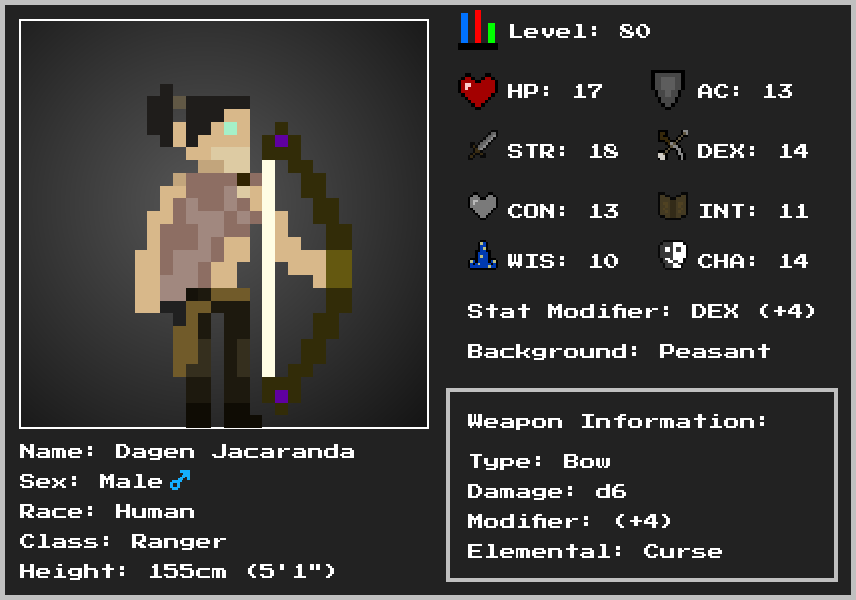 Level: 80
HP: 17 AC: 13
STR: 18 DEX: 14
CON: 13 INT: 11
WIS: 10 CHA: 14
Stat Modifier: DEX (+4)
Background: Peasant
Weapon Information:
Type: Bow
Damage: d6
Modifier: (+4)
Elemental: Curse
Name: Dagen Jacaranda
Sex: Male ♂
Race: Human
Class: Ranger
Height: 155cm (5'1")